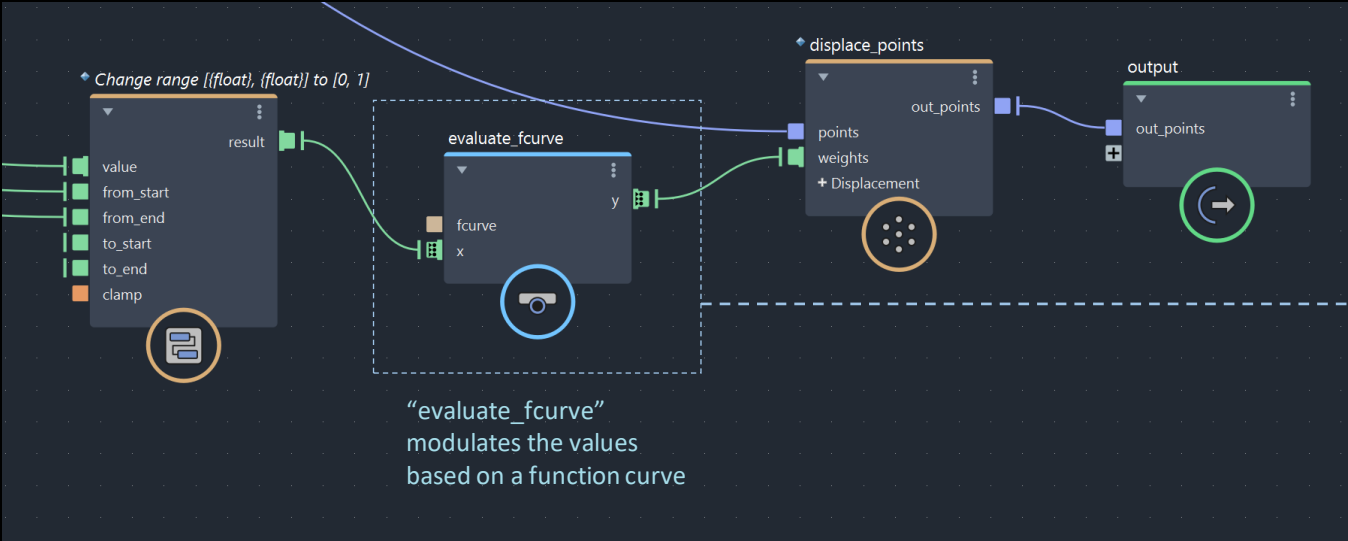 Change range [{float}, {float}] to [0, 1]
result
value
from_start
from_end
to_start
to_end
clamp
evaluate_fcurve
y
fcurve
x
"evaluate_fcurve"
modulates the values
based on a function curve
displace_points
out_points
points
weights
+ Displacement
output
out_points